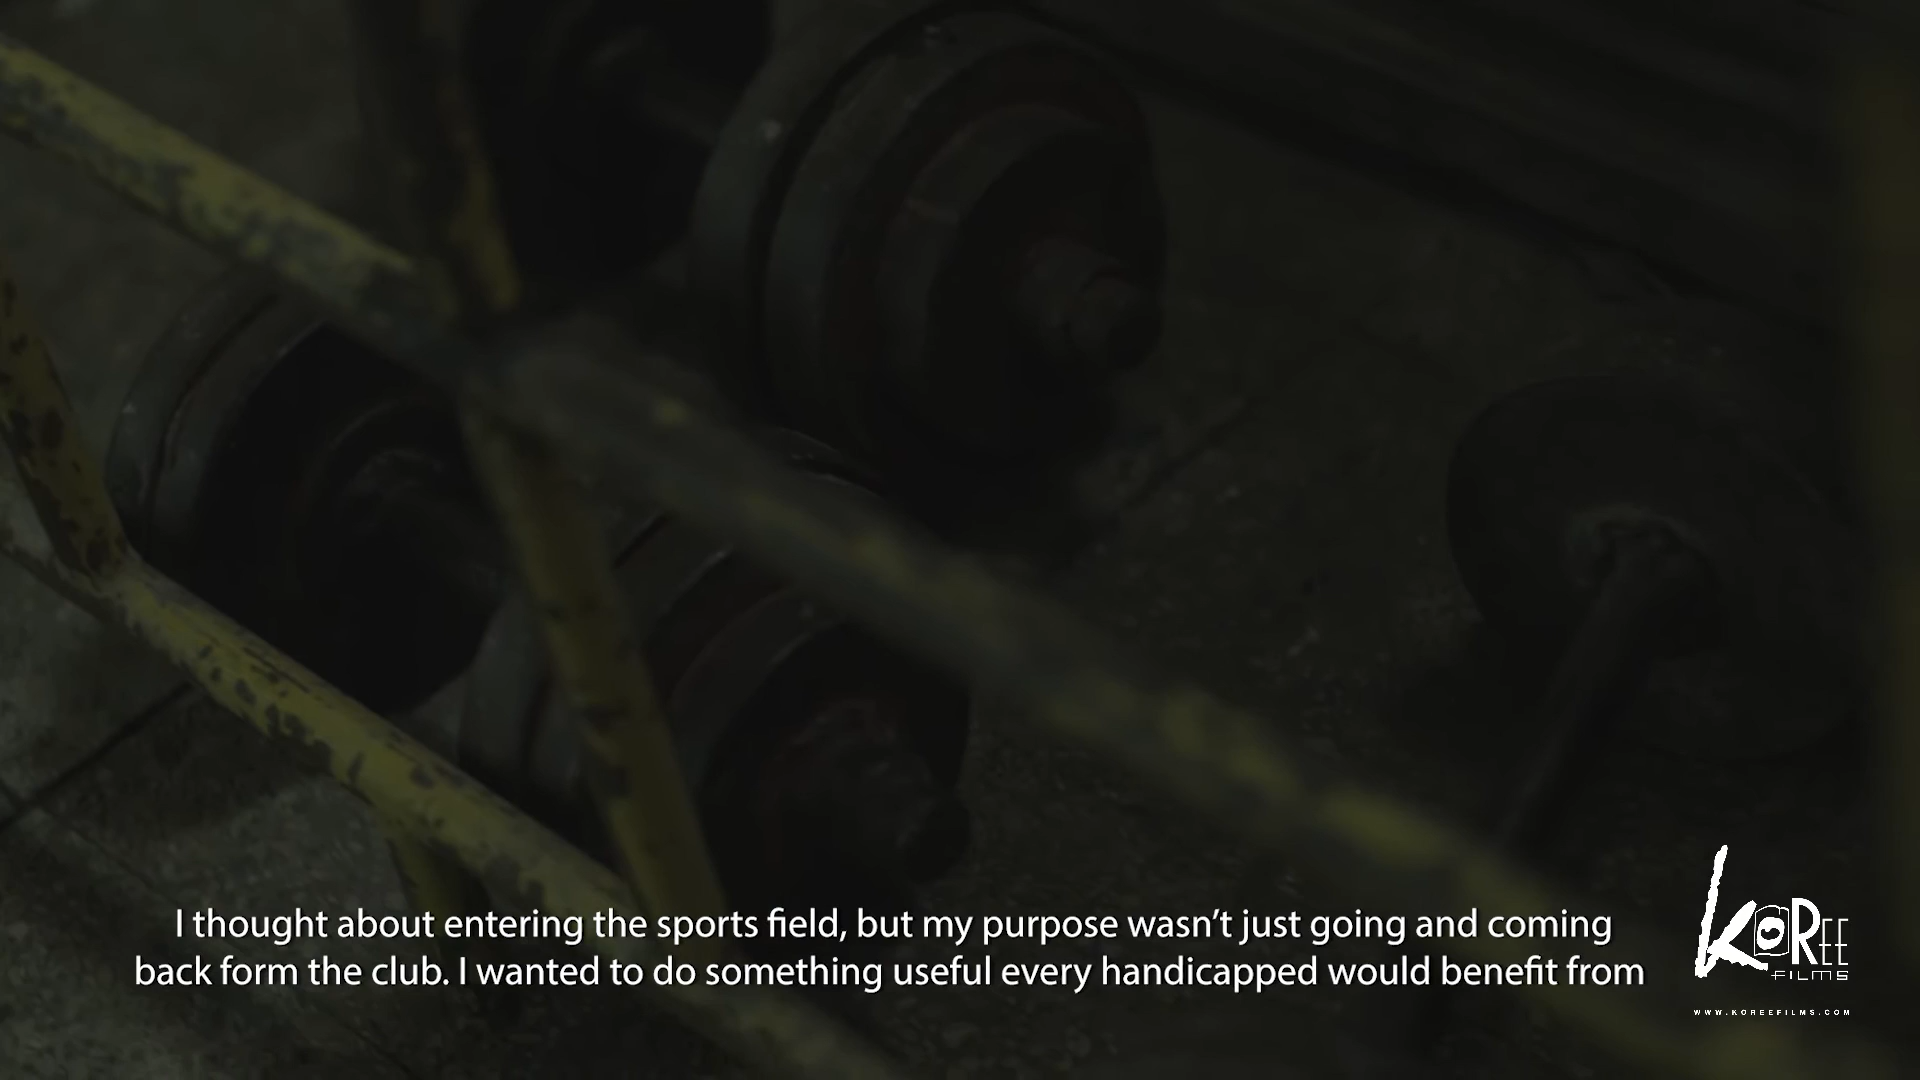 I thought about entering the sports field, but my purpose wasn’t just going and coming
back form the club. I wanted to do something useful every handicapped would benefit from
KOREE
FILMS
WWW.KOREEFILMS.COM